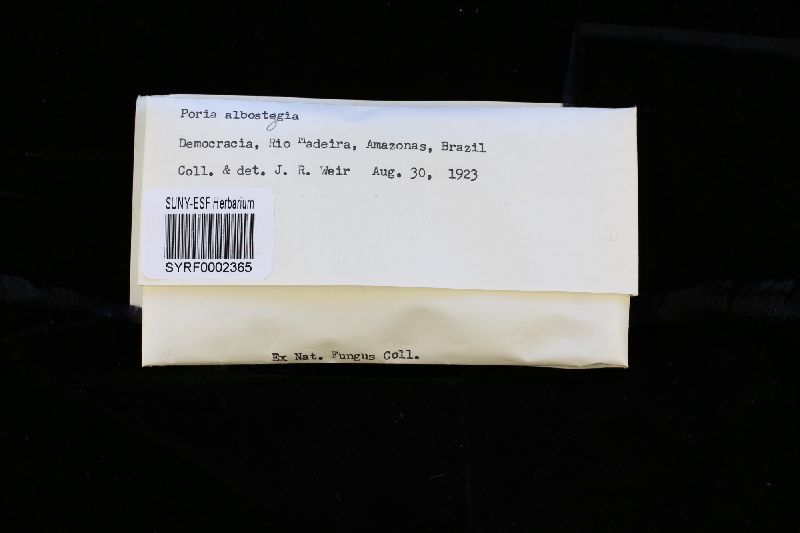 Poria albostygia
Democracia, Rio Madeira, Amazonas, Brazil
Coll. & det. J. R. Weir Aug. 30, 1923
SUNY-ESF Herbarium
SYRF0002365
Ex Nat. Fungus Coll.